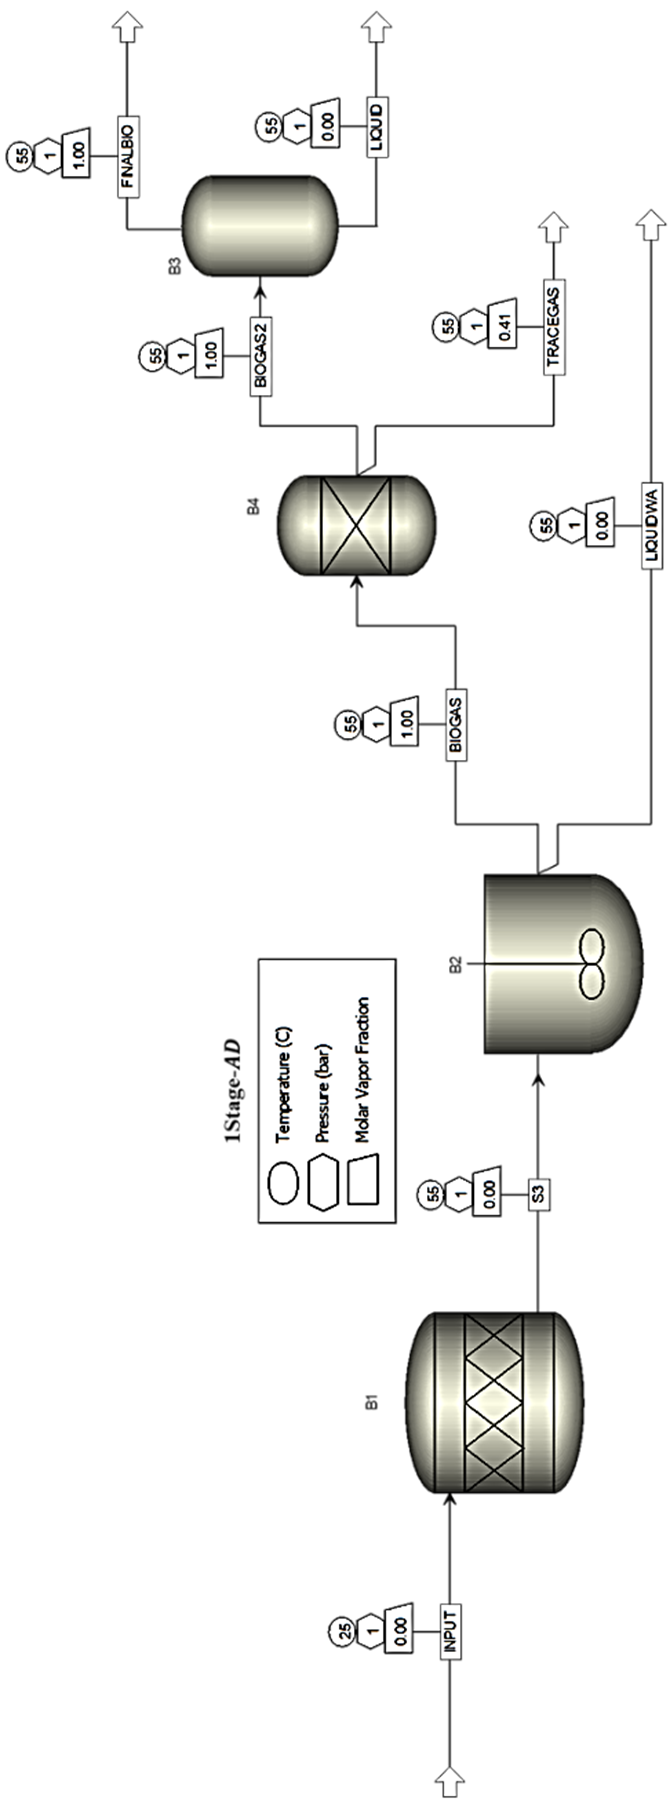 1Stage-AD
Temperature (C)
Pressure (bar)
Molar Vapor Fraction
25
1
0.00
INPUT
B1
55
1
0.00
S3
B2
55
1
1.00
BIOGAS
55
1
0.00
LIQUIDWA
B4
55
1
1.00
BIOGAS2
55
1
0.41
TRACEGAS
B3
55
1
1.00
FINALBIO
55
1
0.00
LIQUID